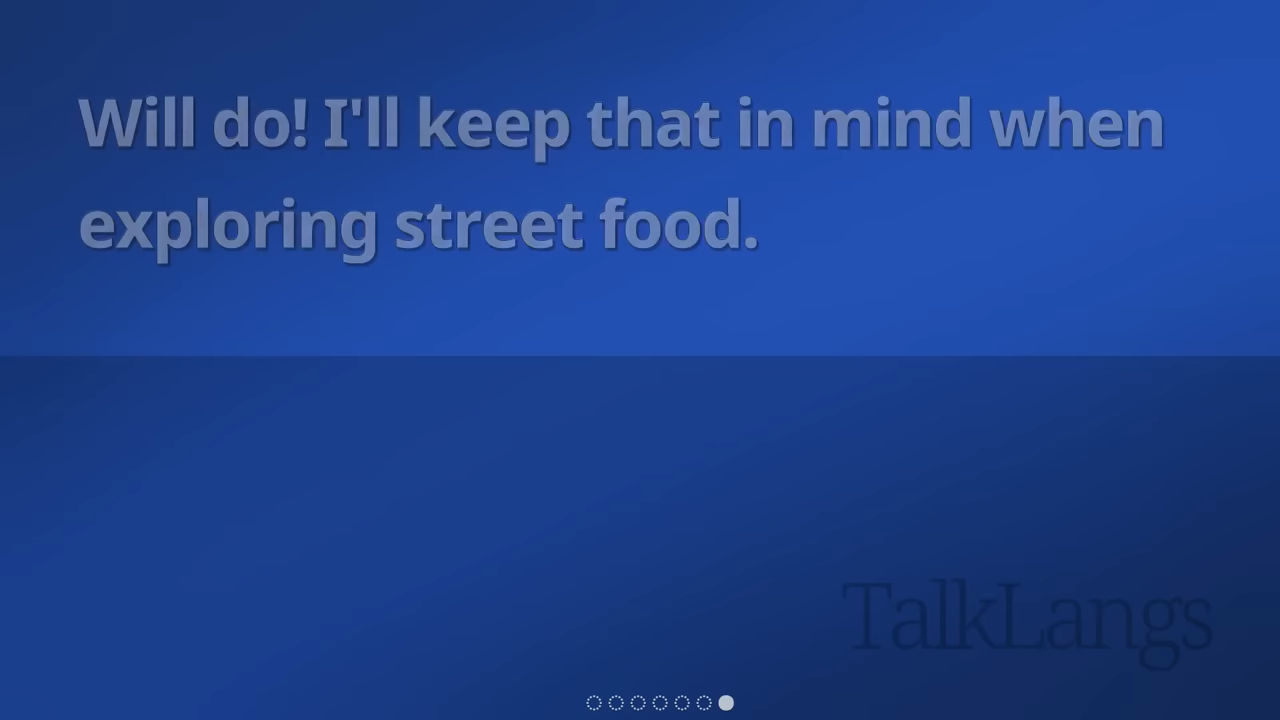 Will do! I'll keep that in mind when
exploring street food.
TalkLangs